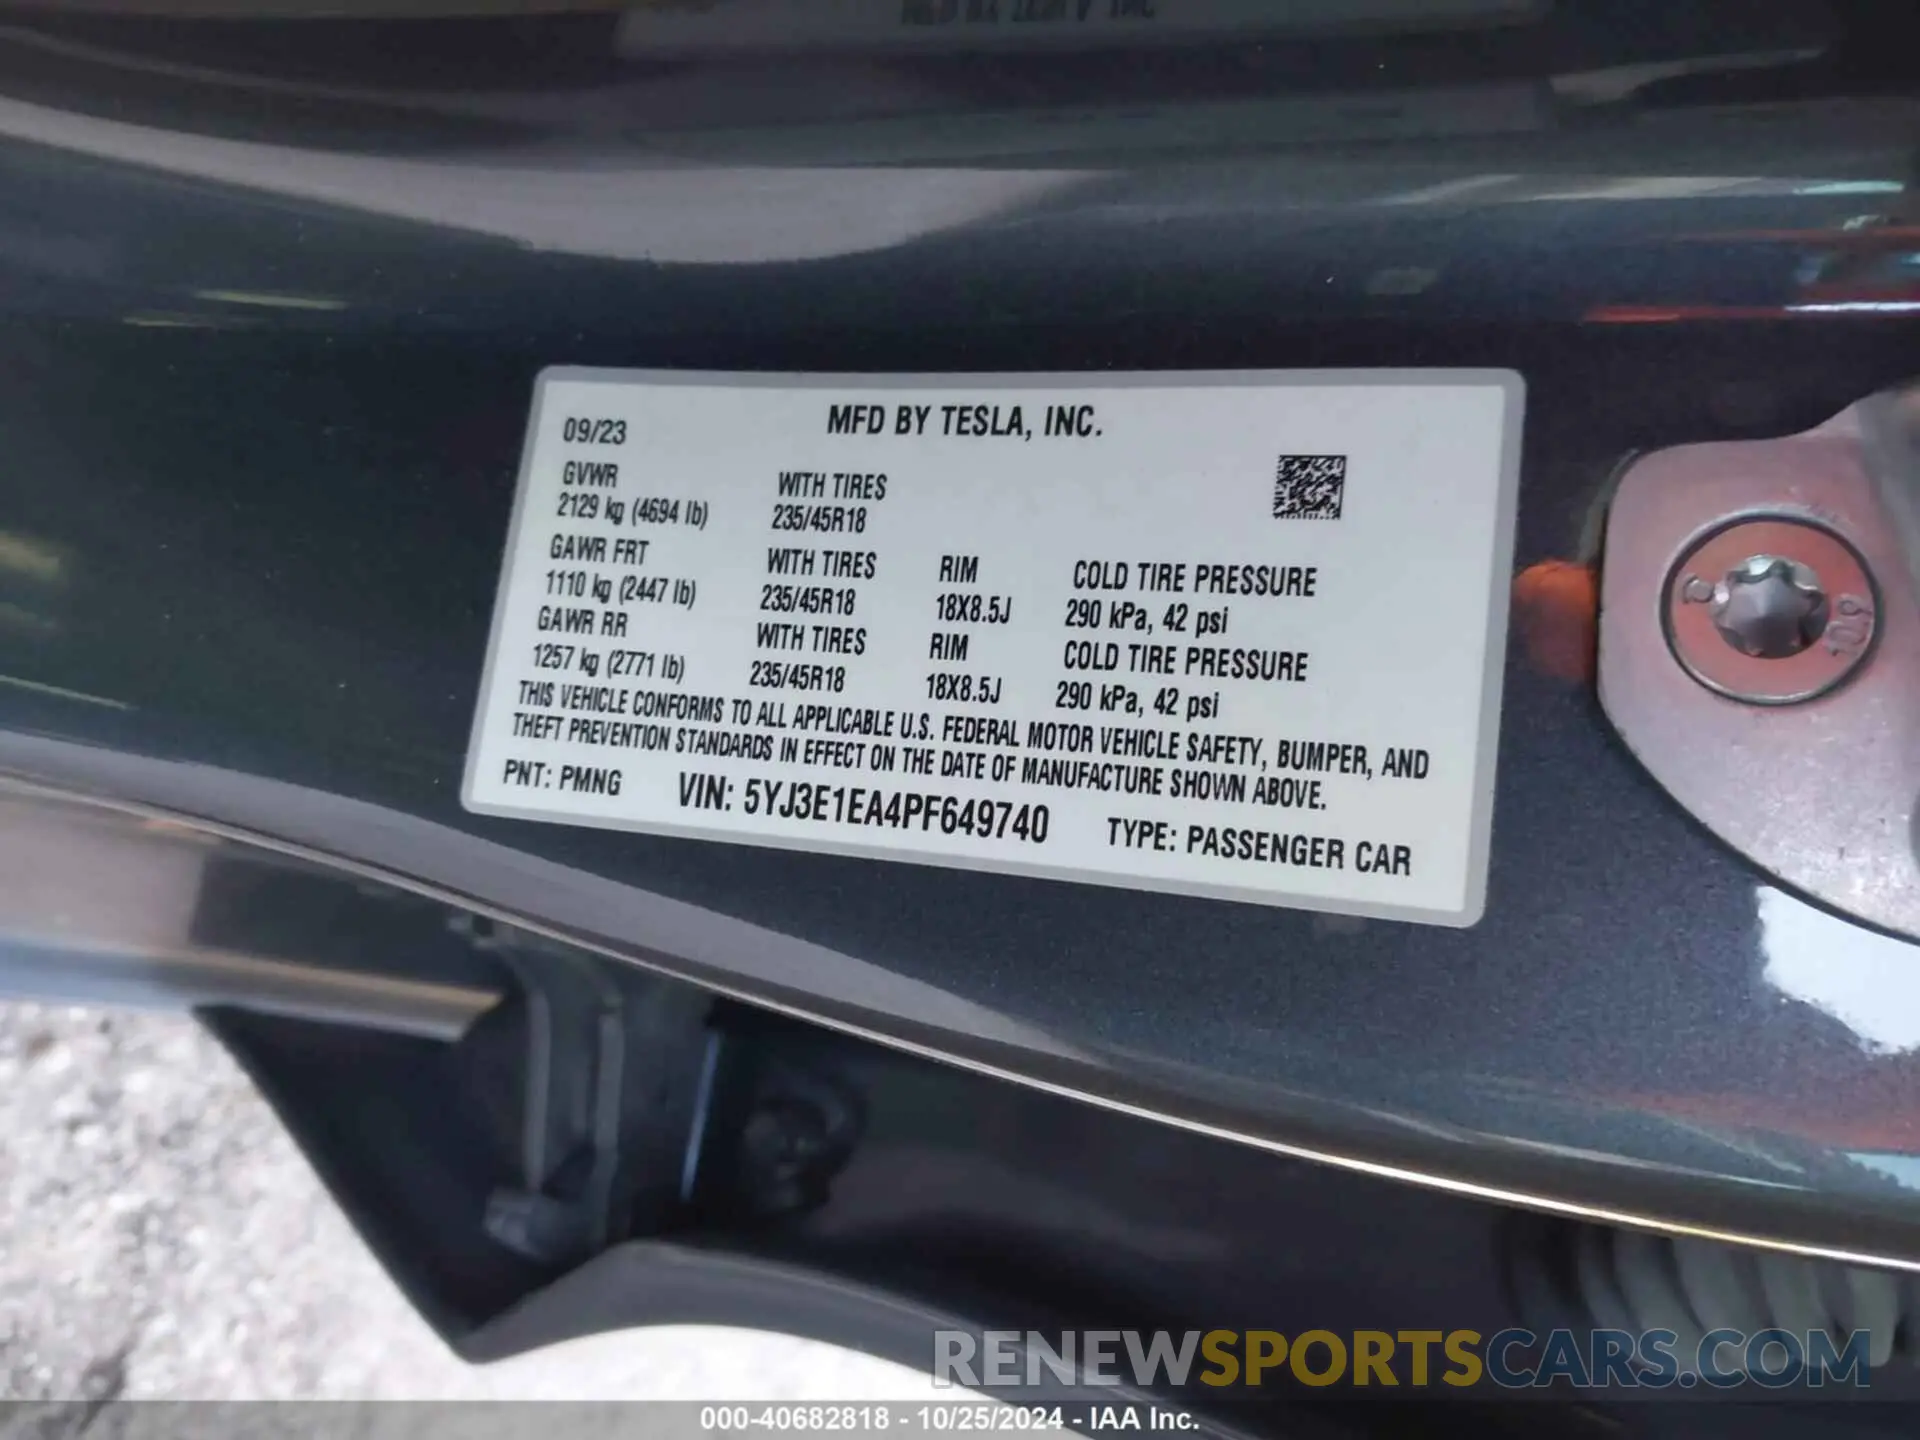 09/23 MFD BY TESLA, INC.
GVWR WITH TIRES
2129 kg (4694 lb) 235/45R18
GAWR FRT WITH TIRES RIM COLD TIRE PRESSURE
1110 kg (2447 lb) 235/45R18 18X8.5J 290 kPa, 42 psi
GAWR RR WITH TIRES RIM COLD TIRE PRESSURE
1257 kg (2771 lb) 235/45R18 18X8.5J 290 kPa, 42 psi
THIS VEHICLE CONFORMS TO ALL APPLICABLE U.S. FEDERAL MOTOR VEHICLE SAFETY, BUMPER, AND
THEFT PREVENTION STANDARDS IN EFFECT ON THE DATE OF MANUFACTURE SHOWN ABOVE.
PNT: PMNG VIN: 5YJ3E1EA4PF649740 TYPE: PASSENGER CAR
RENEWSPORTSCARS.COM
000-40682818 - 10/25/2024 - IAA Inc.